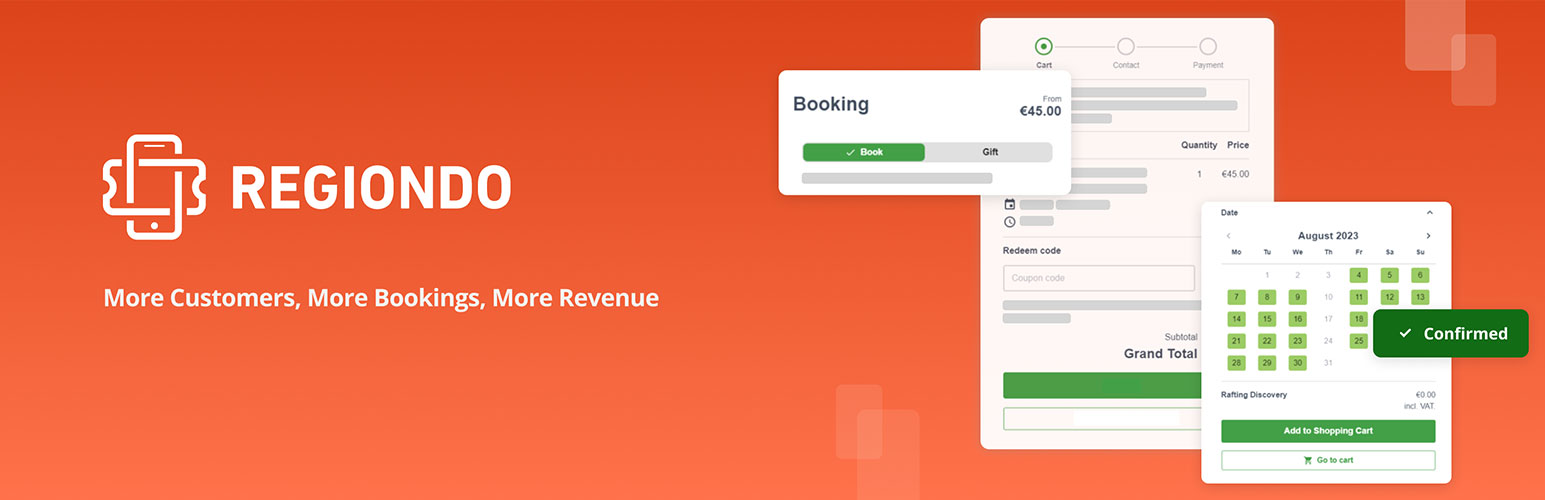 REGIONDO
More Customers, More Bookings, More Revenue
Booking
From
€45.00
Book
Gift
Cart
Contact
Payment
Quantity Price
1 €45.00
Redeem code
Coupon code
Subtotal
Grand Total
Date
August 2023
Mo Tu We Th Fr Sa Su
1 2 3 4 5 6
7 8 9 10 11 12 13
14 15 16 17 18
21 22 23 24 25
28 29 30 31
Confirmed
Rafting Discovery
€0.00
incl. VAT.
Add to Shopping Cart
Go to cart